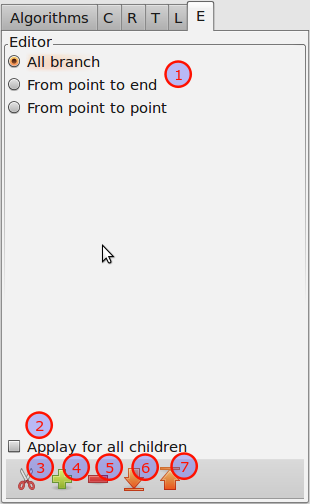 Algorithms C R T L E
Editor
All branch
1
From point to end
From point to point
2
Applay for all children
3 4 5 6 7